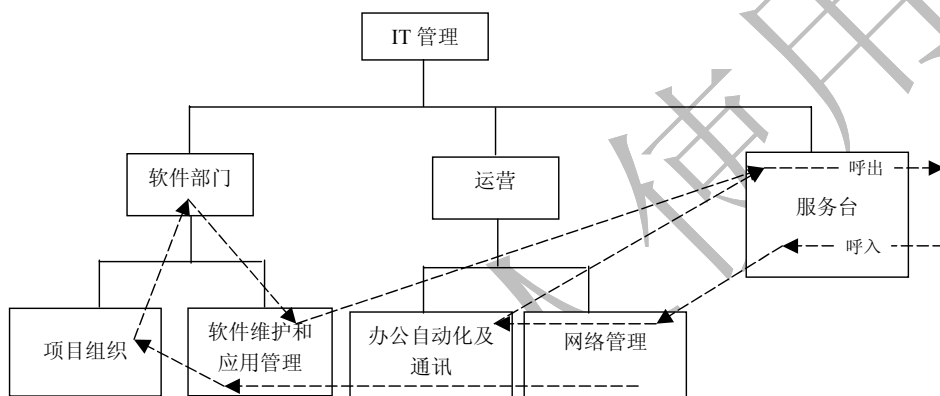 IT 管理
软件部门
运营
服务台
呼出
呼入
项目组织
软件维护和
应用管理
办公自动化及
通讯
网络管理
使用